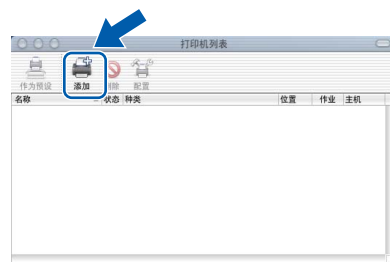 打印机列表
作为预设 添加 删除 配置
名称 状态 种类 位置 作业 主机